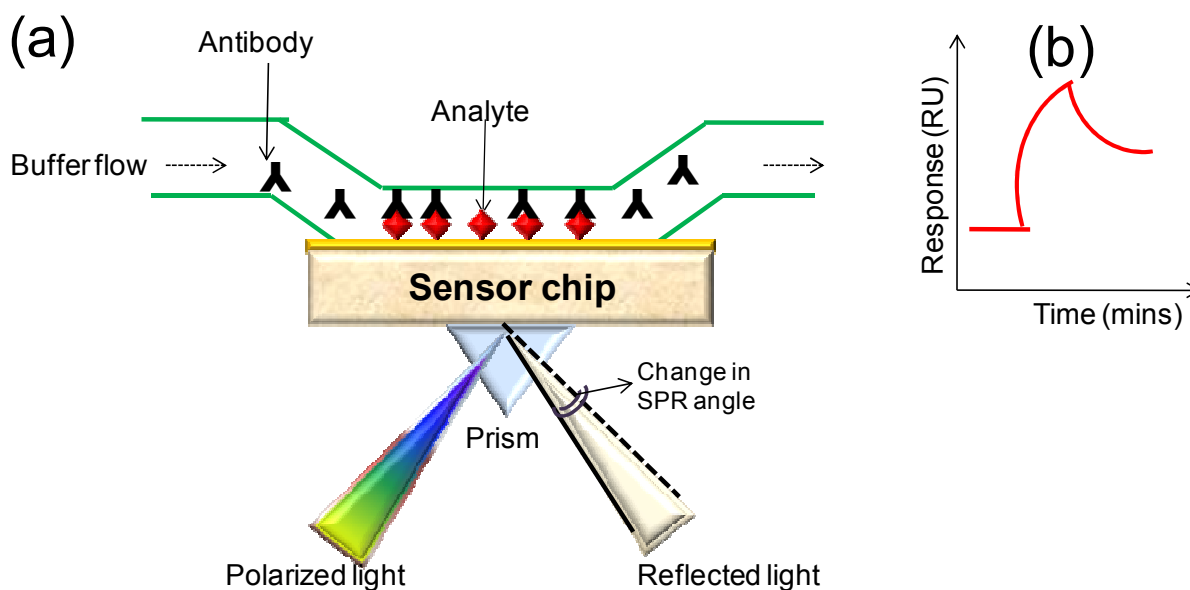 (a)
Antibody
Analyte
Buffer flow
Sensor chip
Change in
SPR angle
Prism
Polarized light
Reflected light
(b)
Response (RU)
Time (mins)